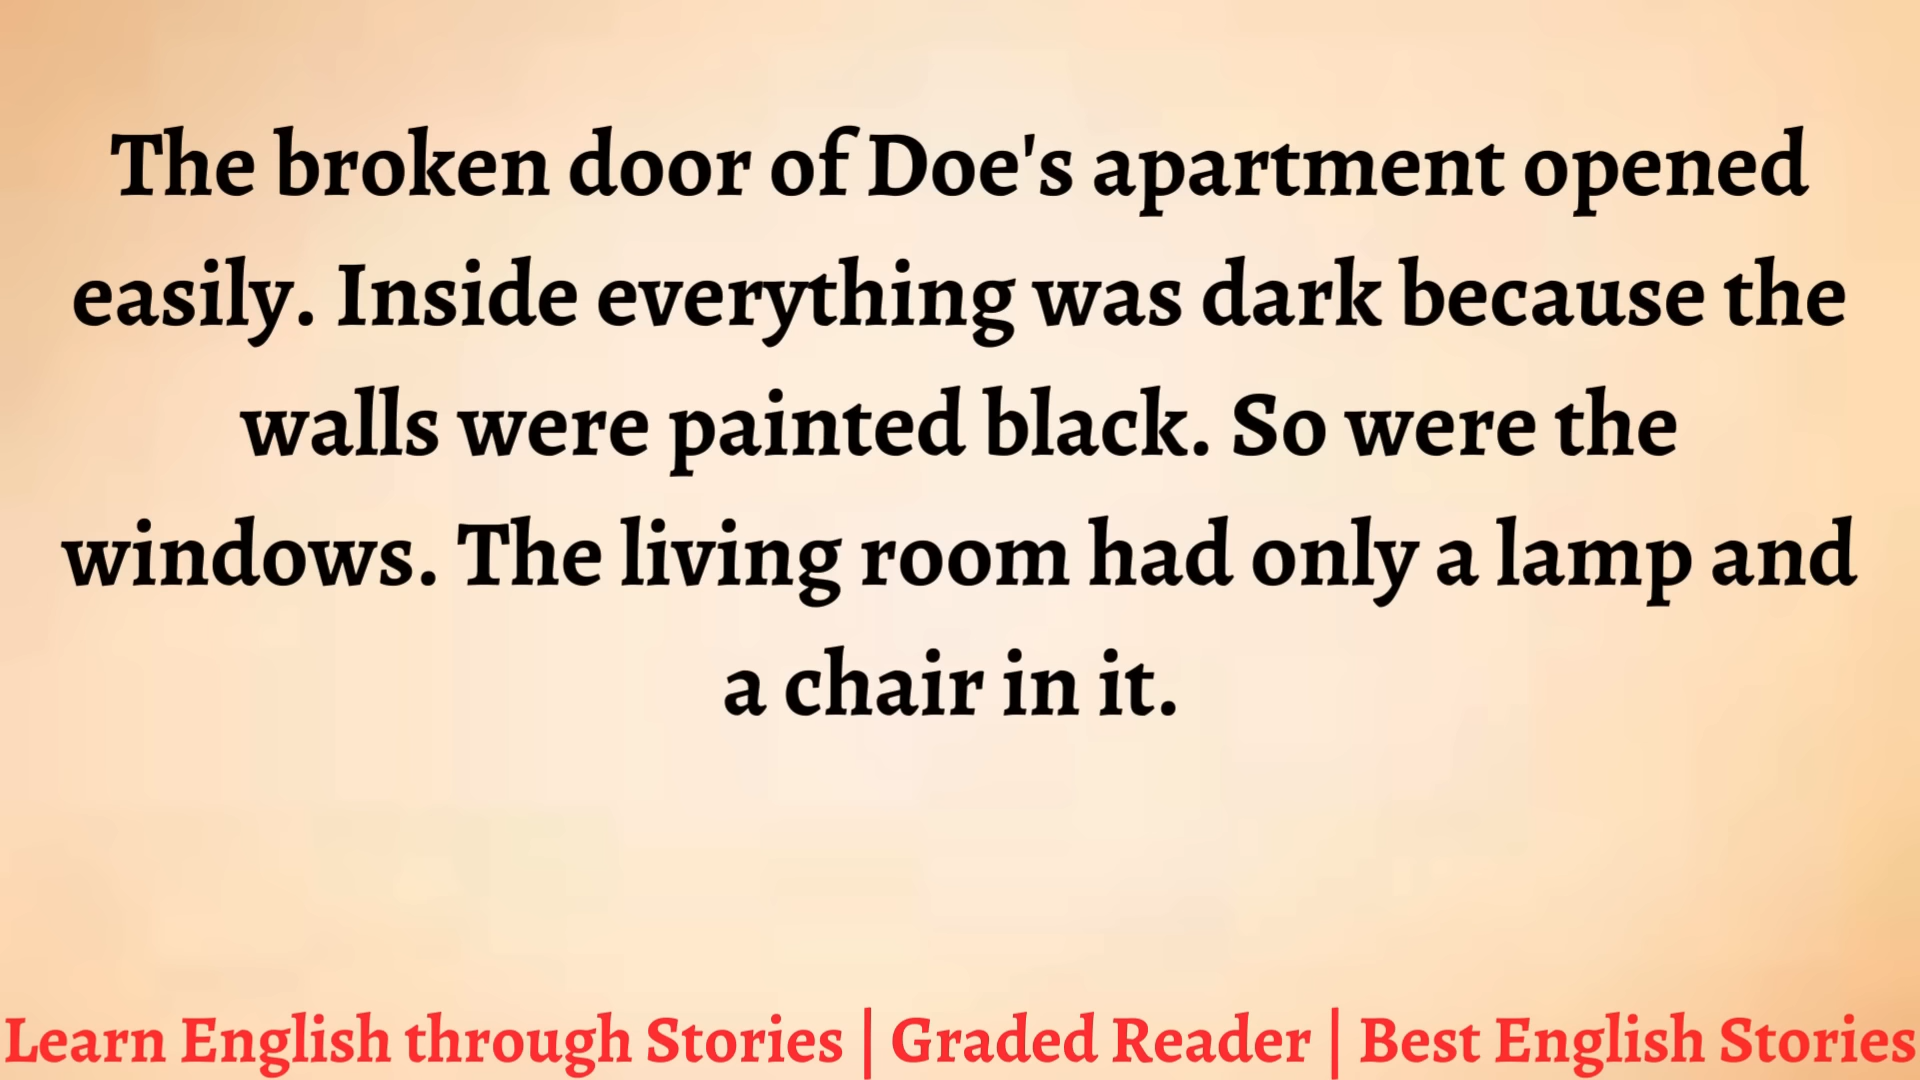 The broken door of Doe's apartment opened
easily. Inside everything was dark because the
walls were painted black. So were the
windows. The living room had only a lamp and
a chair in it.
Learn English through Stories | Graded Reader | Best English Stories